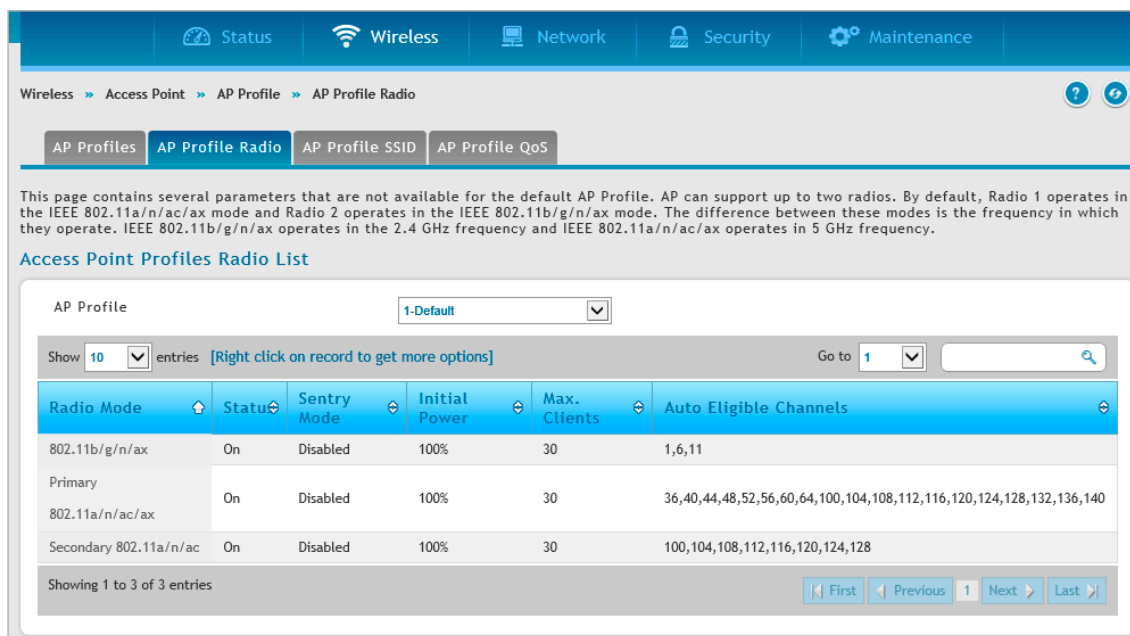 Status Wireless Network Security Maintenance
Wireless » Access Point » AP Profile » AP Profile Radio
AP Profiles AP Profile Radio AP Profile SSID AP Profile QoS
This page contains several parameters that are not available for the default AP Profile. AP can support up to two radios. By default, Radio 1 operates in
the IEEE 802.11a/n/ac/ax mode and Radio 2 operates in the IEEE 802.11b/g/n/ax mode. The difference between these modes is the frequency in which
they operate. IEEE 802.11b/g/n/ax operates in the 2.4 GHz frequency and IEEE 802.11a/n/ac/ax operates in 5 GHz frequency.
Access Point Profiles Radio List
AP Profile 1-Default
Show 10 entries [Right click on record to get more options] Go to 1
Radio Mode Status Sentry Mode Initial Power Max. Clients Auto Eligible Channels
802.11b/g/n/ax On Disabled 100% 30 1,6,11
Primary
802.11a/n/ac/ax On Disabled 100% 30 36,40,44,48,52,56,60,64,100,104,108,112,116,120,124,128,132,136,140
Secondary 802.11a/n/ac On Disabled 100% 30 100,104,108,112,116,120,124,128
Showing 1 to 3 of 3 entries First Previous 1 Next Last